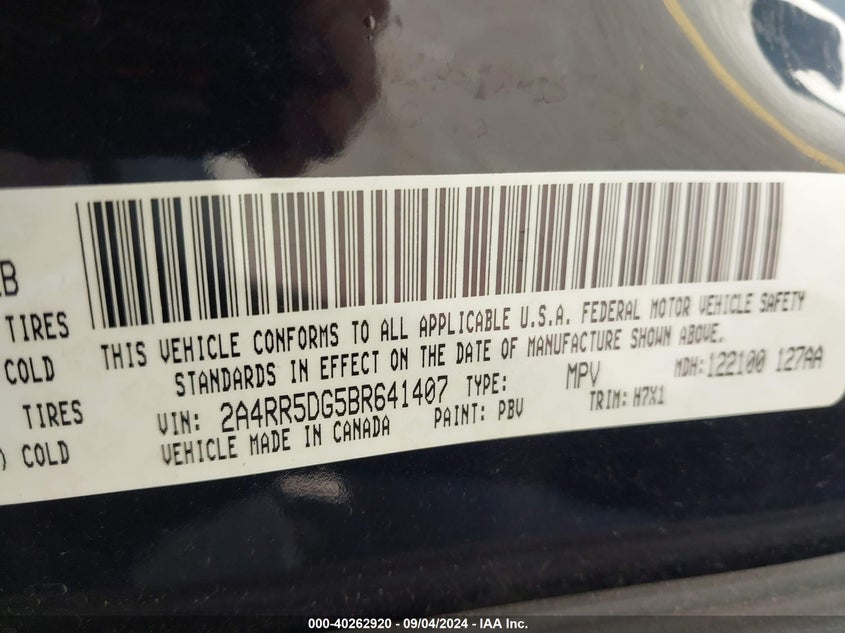 B
TIRES
COLD
TIRES
) COLD
THIS VEHICLE CONFORMS TO ALL APPLICABLE U.S.A. FEDERAL MOTOR VEHICLE SAFETY
STANDARDS IN EFFECT ON THE DATE OF MANUFACTURE SHOWN ABOVE.
VIN: 2A4RR5DG5BR641407 TYPE: MPV MDH: 122100 127AA
VEHICLE MADE IN CANADA PAINT: PBV TRIM: H7X1
000-40262920 - 09/04/2024 - IAA Inc.